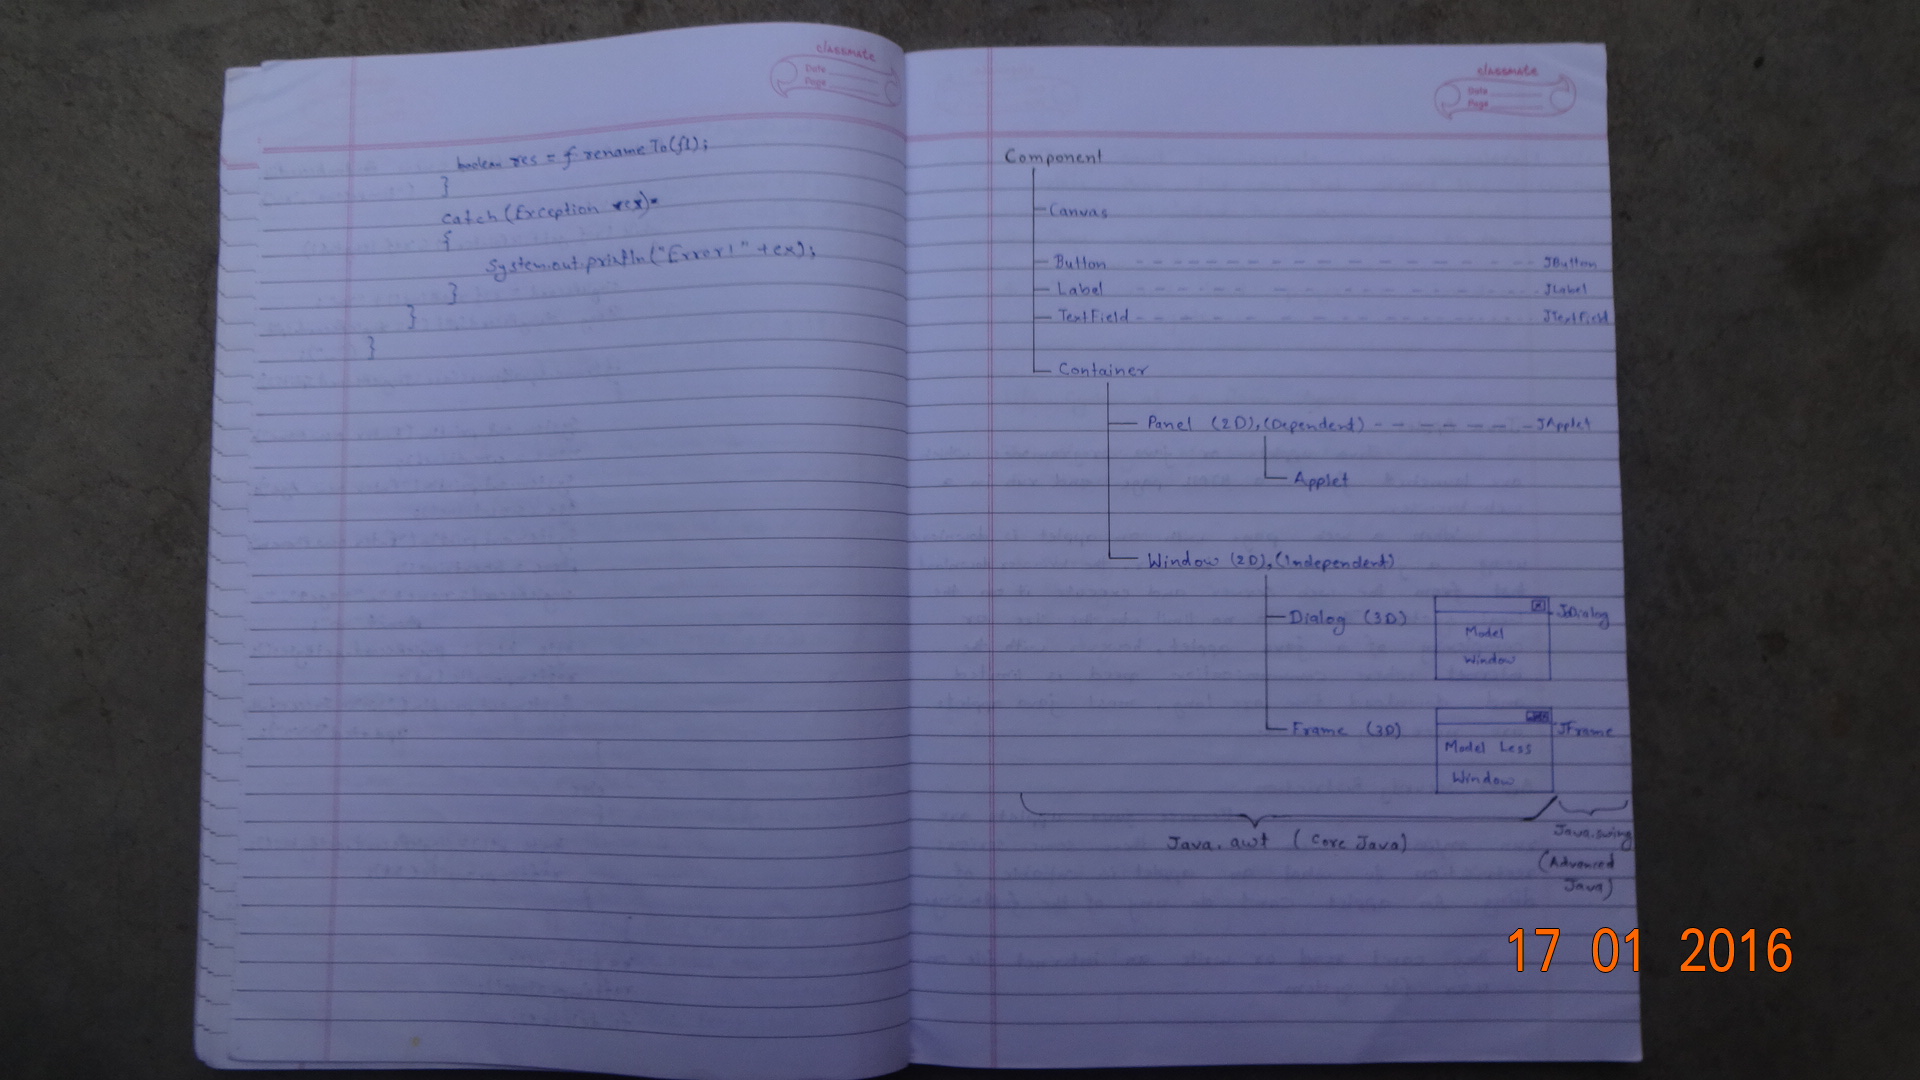 classmate
Date
Page
boolean res = f. renameTo(f1);
}
catch (Exception ex)
{
System.out.println("Error!" + ex);
}
}
}
classmate
Date
Page
Component
Canvas
Button JButton
Label JLabel
TextField JTextField
Container
Panel (2D), (Dependent) JApplet
Applet
Window (2D), (Independent)
Dialog (3D) JDialog
Model
Window
Frame (3D) JFrame
Model Less
Window
Java.awt (Core Java)
Java.swing
(Advanced
Java)
17 01 2016